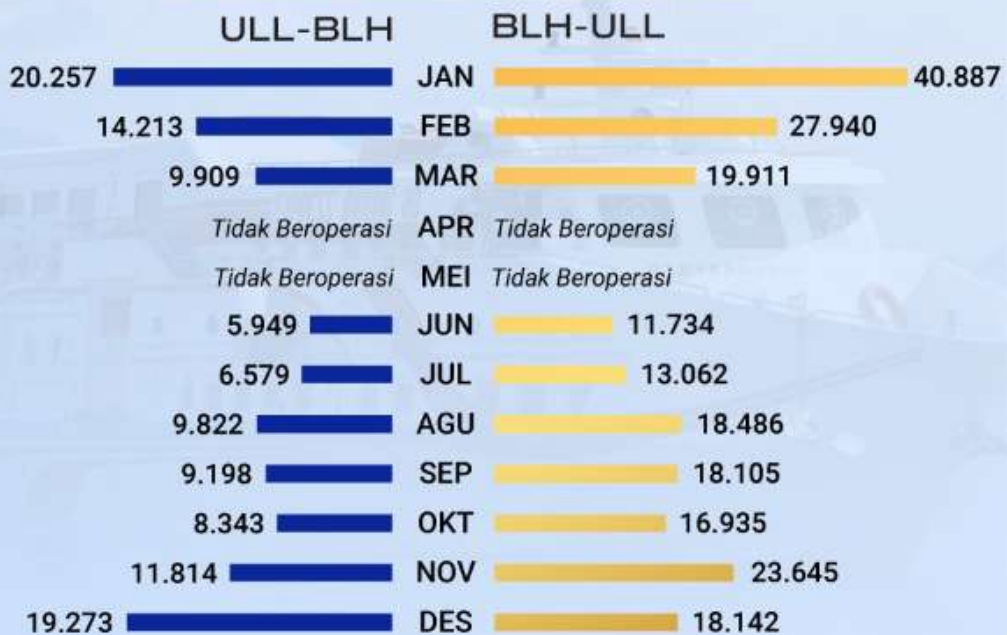 ULL-BLH BLH-ULL
20.257 JAN 40.887
14.213 FEB 27.940
9.909 MAR 19.911
Tidak Beroperasi APR Tidak Beroperasi
Tidak Beroperasi MEI Tidak Beroperasi
5.949 JUN 11.734
6.579 JUL 13.062
9.822 AGU 18.486
9.198 SEP 18.105
8.343 OKT 16.935
11.814 NOV 23.645
19.273 DES 18.142